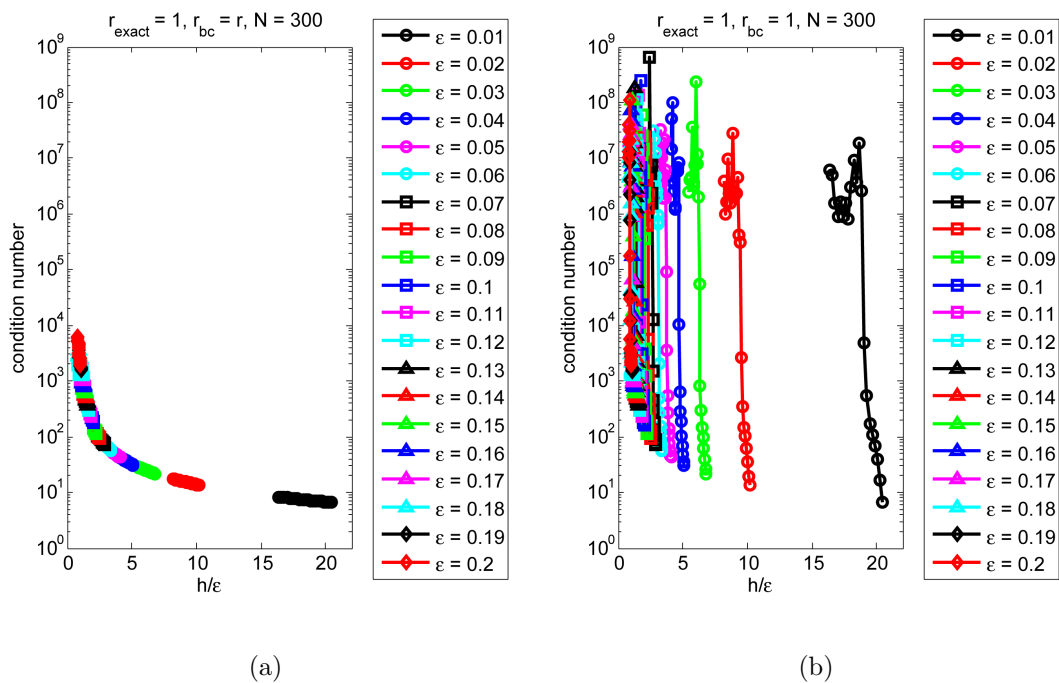 r_exact = 1, r_bc = r, N = 300
10^9
10^8
10^7
10^6
10^5
10^4
10^3
10^2
10^1
10^0
condition number
0 5 10 15 20
h/ε
ε = 0.01
ε = 0.02
ε = 0.03
ε = 0.04
ε = 0.05
ε = 0.06
ε = 0.07
ε = 0.08
ε = 0.09
ε = 0.1
ε = 0.11
ε = 0.12
ε = 0.13
ε = 0.14
ε = 0.15
ε = 0.16
ε = 0.17
ε = 0.18
ε = 0.19
ε = 0.2
(a)
r_exact = 1, r_bc = 1, N = 300
10^9
10^8
10^7
10^6
10^5
10^4
10^3
10^2
10^1
10^0
condition number
0 5 10 15 20
h/ε
ε = 0.01
ε = 0.02
ε = 0.03
ε = 0.04
ε = 0.05
ε = 0.06
ε = 0.07
ε = 0.08
ε = 0.09
ε = 0.1
ε = 0.11
ε = 0.12
ε = 0.13
ε = 0.14
ε = 0.15
ε = 0.16
ε = 0.17
ε = 0.18
ε = 0.19
ε = 0.2
(b)